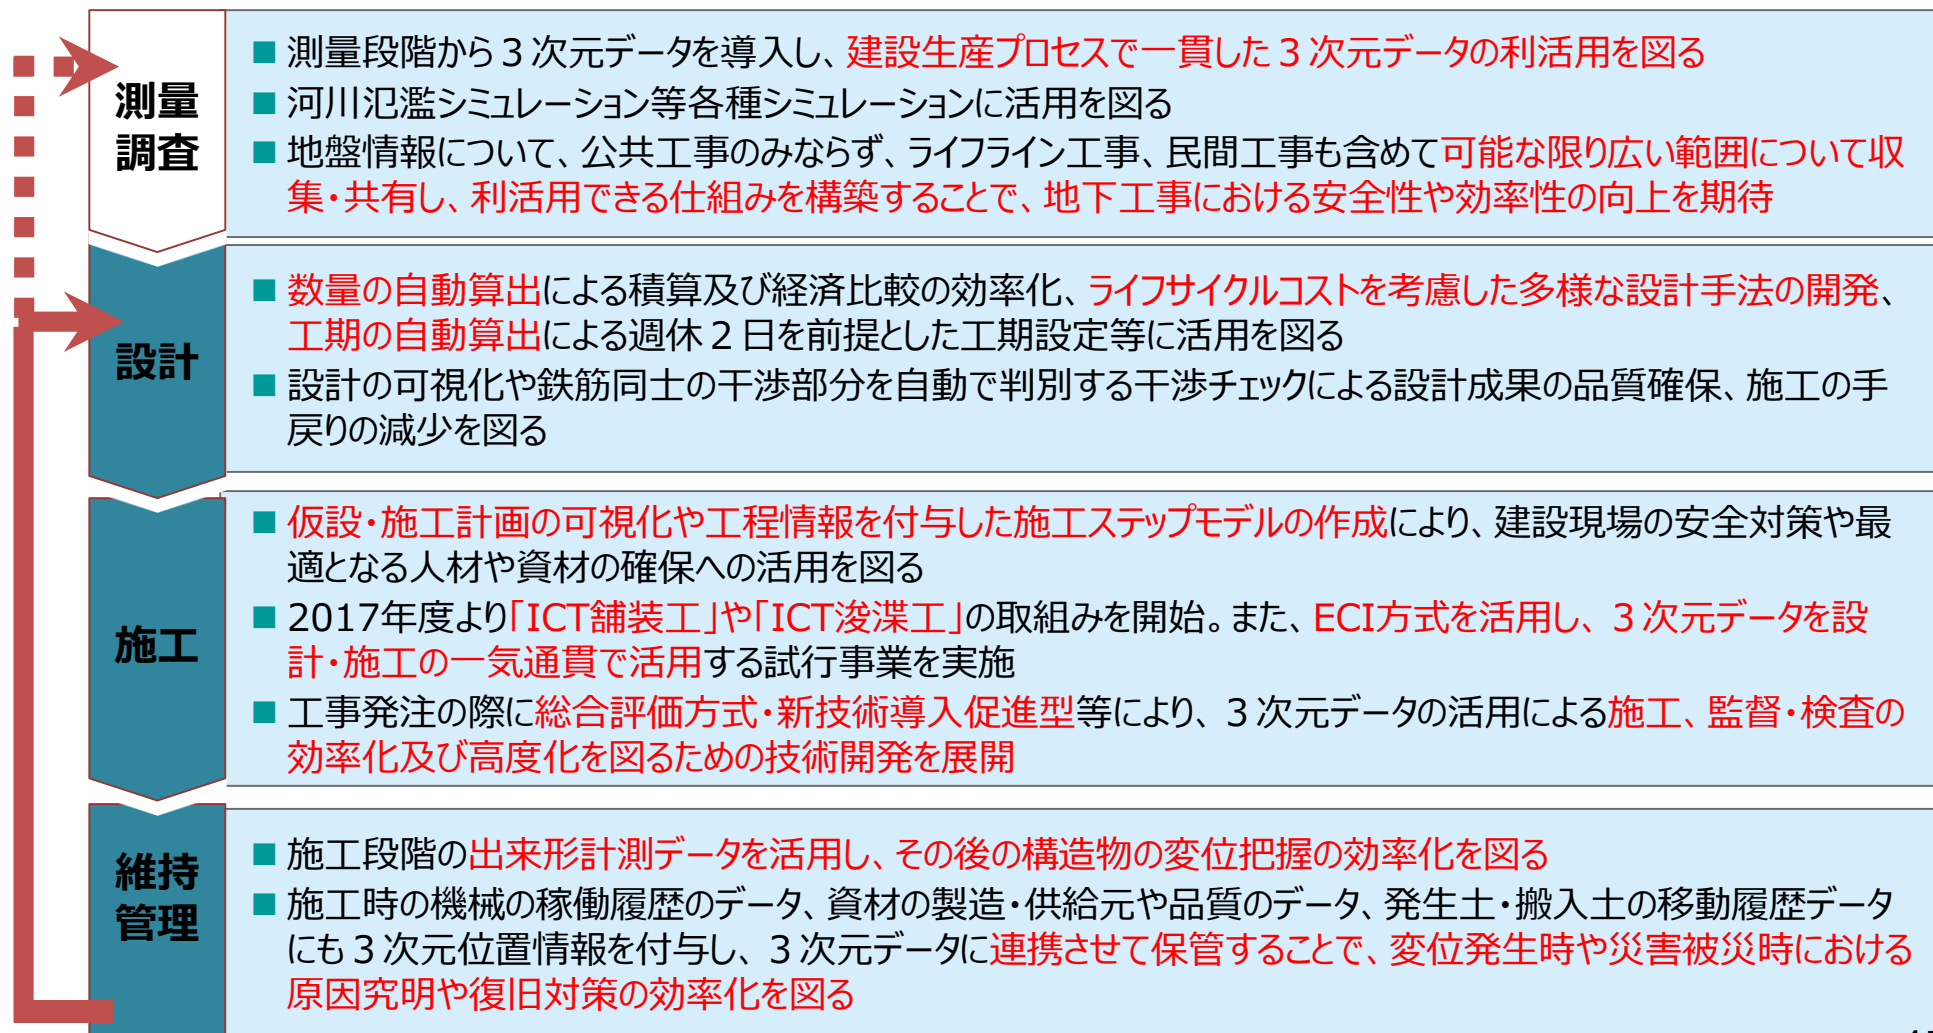 測量
調査
■ 測量段階から３次元データを導入し、建設生産プロセスで一貫した３次元データの利活用を図る
■ 河川氾濫シミュレーション等各種シミュレーションに活用を図る
■ 地盤情報について、公共工事のみならず、ライフライン工事、民間工事も含めて可能な限り広い範囲について収
集・共有し、利活用できる仕組みを構築することで、地下工事における安全性や効率性の向上を期待
設計
■ 数量の自動算出による積算及び経済比較の効率化、ライフサイクルコストを考慮した多様な設計手法の開発、
工期の自動算出による週休２日を前提とした工期設定等に活用を図る
■ 設計の可視化や鉄筋同士の干渉部分を自動で判別する干渉チェックによる設計成果の品質確保、施工の手
戻りの減少を図る
施工
■ 仮設・施工計画の可視化や工程情報を付与した施工ステップモデルの作成により、建設現場の安全対策や最
適となる人材や資材の確保への活用を図る
■ 2017年度より「ICT舗装工」や「ICT浚渫工」の取組みを開始。また、ECI方式を活用し、３次元データを設
計・施工の一気通貫で活用する試行事業を実施
■ 工事発注の際に総合評価方式・新技術導入促進型等により、３次元データの活用による施工、監督・検査の
効率化及び高度化を図るための技術開発を展開
維持
管理
■ 施工段階の出来形計測データを活用し、その後の構造物の変位把握の効率化を図る
■ 施工時の機械の稼働履歴のデータ、資材の製造・供給元や品質のデータ、発生土・搬入土の移動履歴データ
にも３次元位置情報を付与し、３次元データに連携させて保管することで、変位発生時や災害被災時における
原因究明や復旧対策の効率化を図る